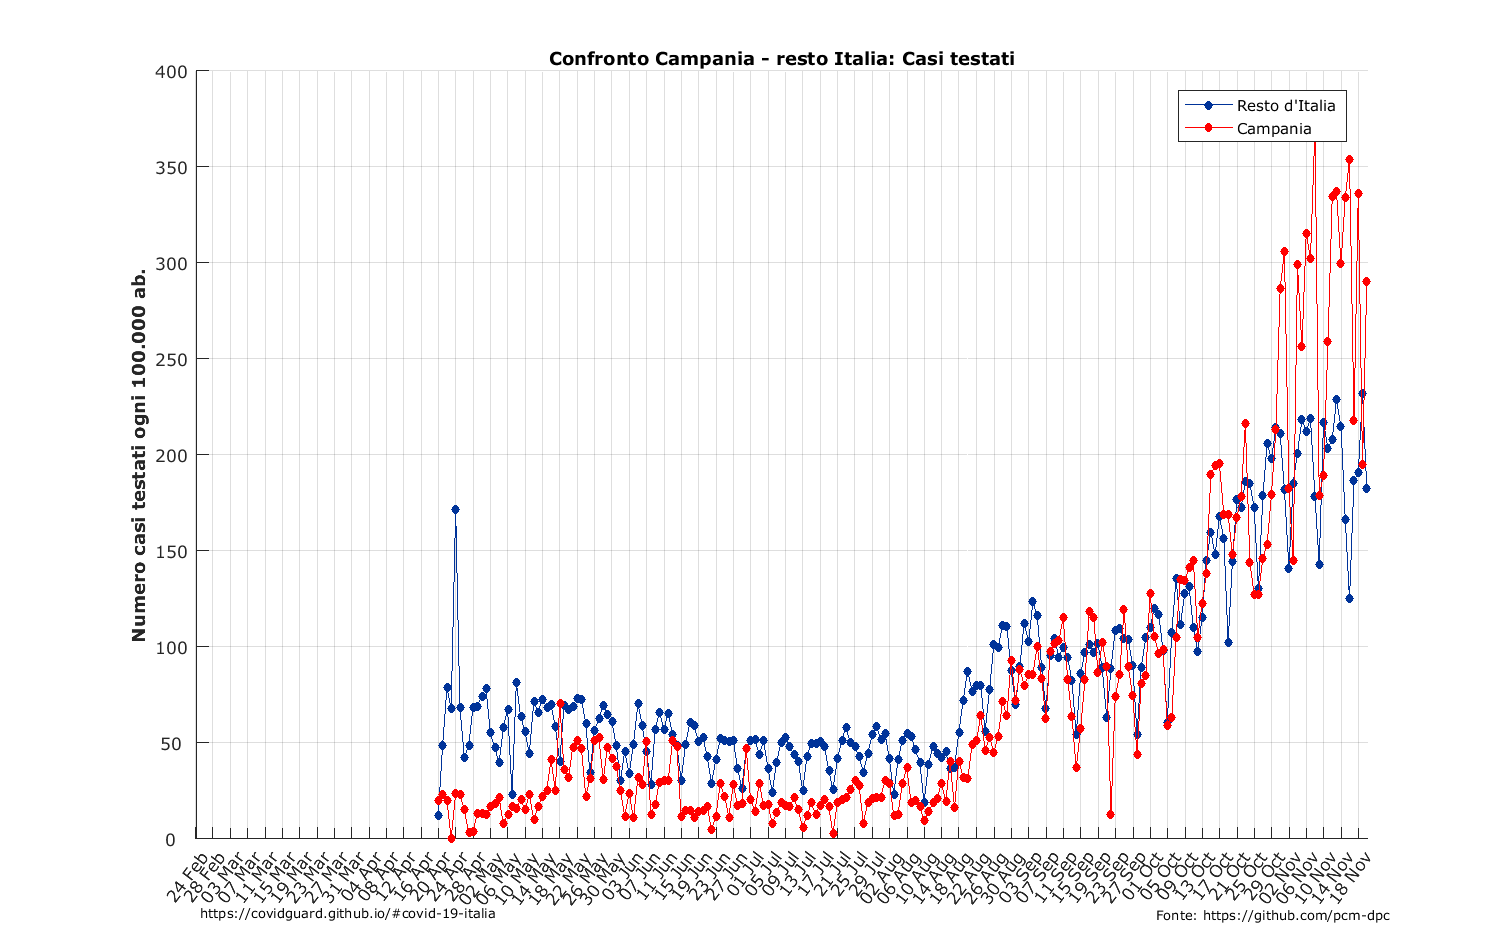 Confronto Campania - resto Italia: Casi testati
Resto d'Italia
Campania
Numero casi testati ogni 100.000 ab.
400
350
300
250
200
150
100
50
0
24 Feb
28 Feb
03 Mar
07 Mar
11 Mar
15 Mar
19 Mar
23 Mar
27 Mar
31 Mar
04 Apr
08 Apr
12 Apr
16 Apr
20 Apr
24 Apr
28 Apr
02 May
06 May
10 May
14 May
18 May
22 May
26 May
30 May
03 Jun
07 Jun
11 Jun
15 Jun
19 Jun
23 Jun
27 Jun
01 Jul
05 Jul
09 Jul
13 Jul
17 Jul
21 Jul
25 Jul
29 Jul
02 Aug
06 Aug
10 Aug
14 Aug
18 Aug
22 Aug
26 Aug
30 Aug
03 Sep
07 Sep
11 Sep
15 Sep
19 Sep
23 Sep
27 Sep
01 Oct
05 Oct
09 Oct
13 Oct
17 Oct
21 Oct
25 Oct
29 Oct
02 Nov
06 Nov
10 Nov
14 Nov
18 Nov
https://covidguard.github.io/#covid-19-italia
Fonte: https://github.com/pcm-dpc